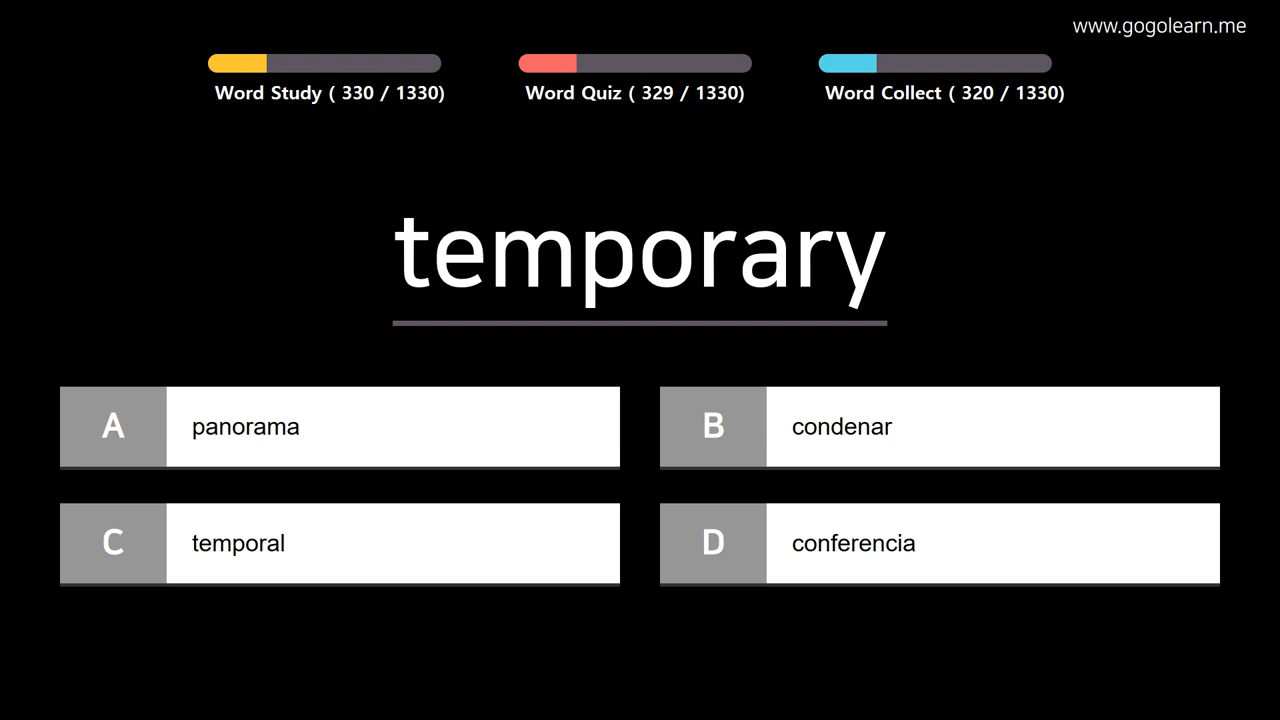 www.gogolearn.me
Word Study ( 330 / 1330)
Word Quiz ( 329 / 1330)
Word Collect ( 320 / 1330)
temporary
A panorama
B condenar
C temporal
D conferencia